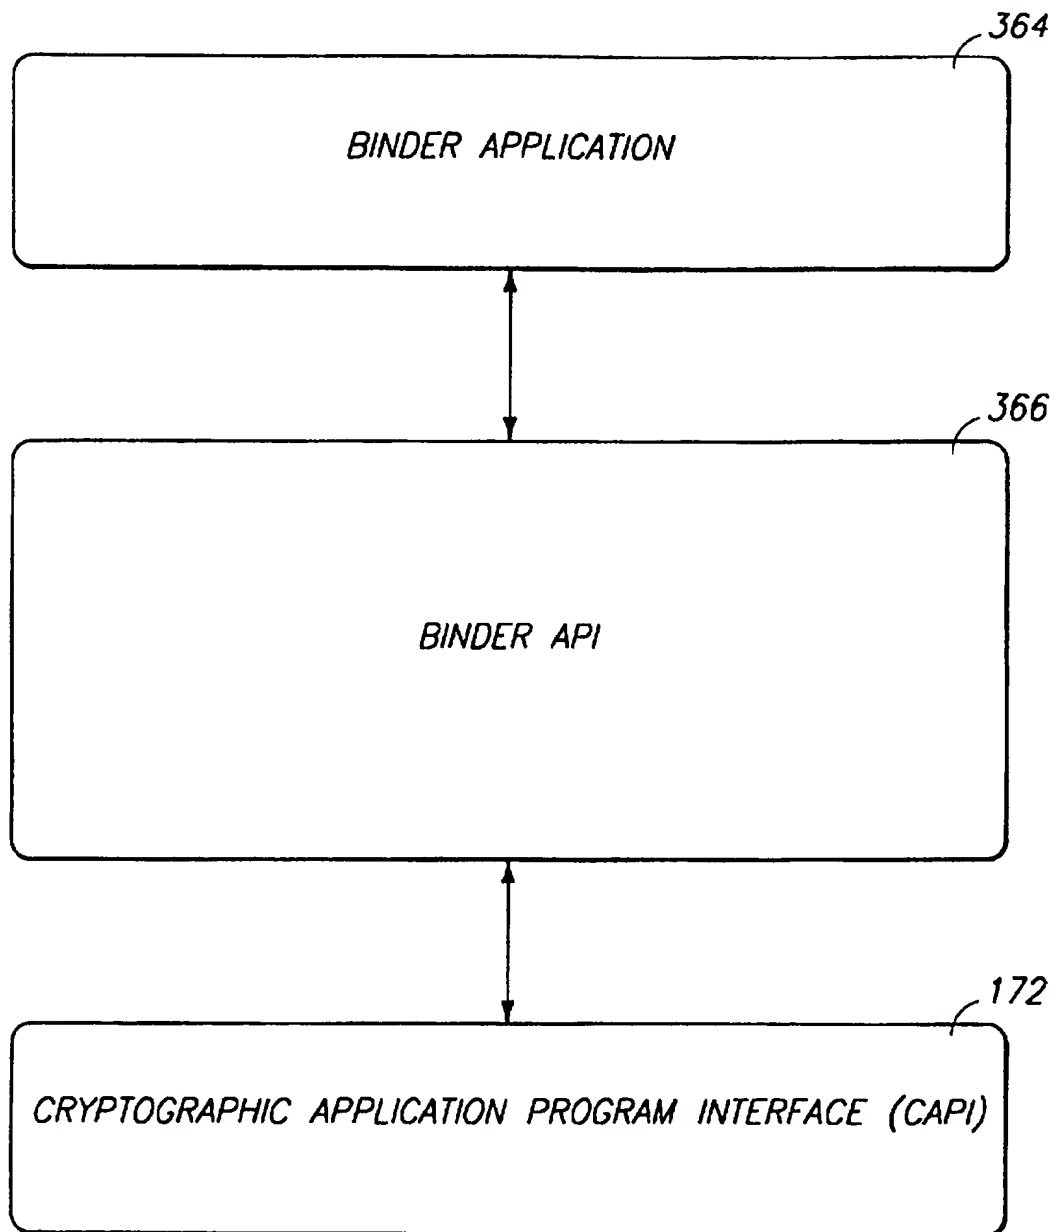 364
BINDER APPLICATION
366
BINDER API
172
CRYPTOGRAPHIC APPLICATION PROGRAM INTERFACE (CAPI)